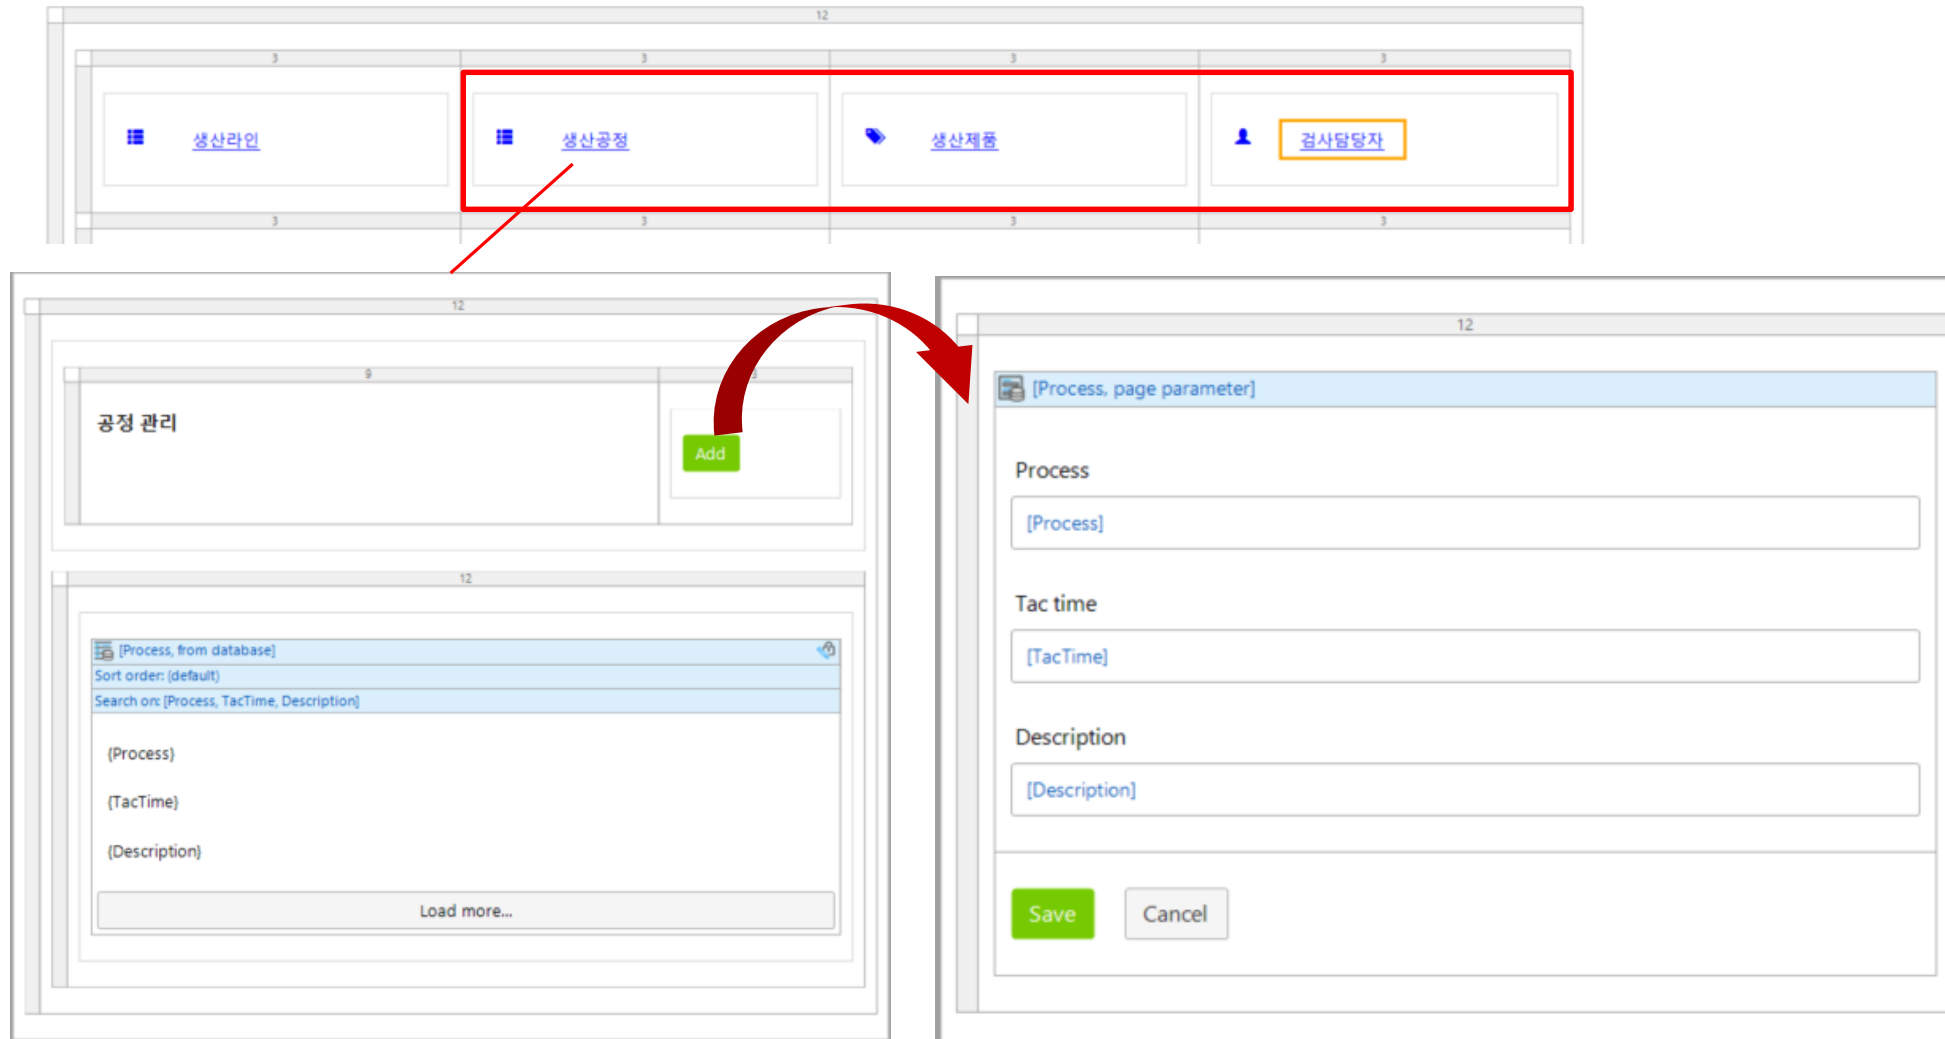 12
3 3 3 3
생산라인 생산공정 생산제품 검사담당자
3 3 3 3
12
9 3
공정 관리
Add
12
[Process, from database]
Sort order: (default)
Search on: [Process, TacTime, Description]
{Process}
{TacTime}
{Description}
Load more...
12
[Process, page parameter]
Process
[Process]
Tac time
[TacTime]
Description
[Description]
Save Cancel